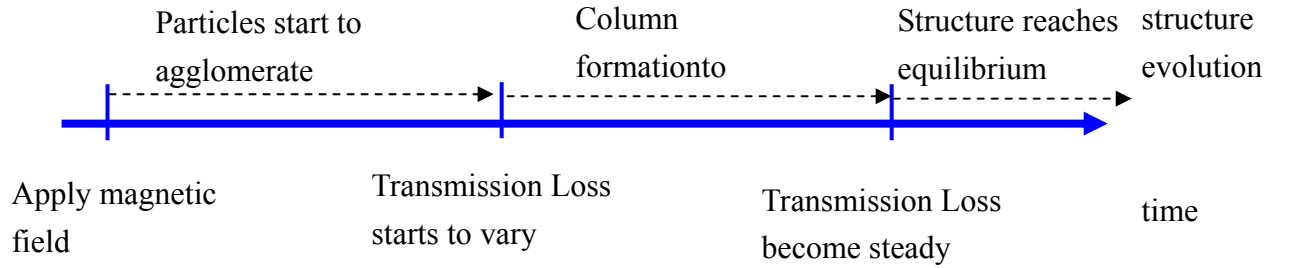 Particles start to
agglomerate
Column
formationto
Structure reaches
equilibrium
structure
evolution
Apply magnetic
field
Transmission Loss
starts to vary
Transmission Loss
become steady
time